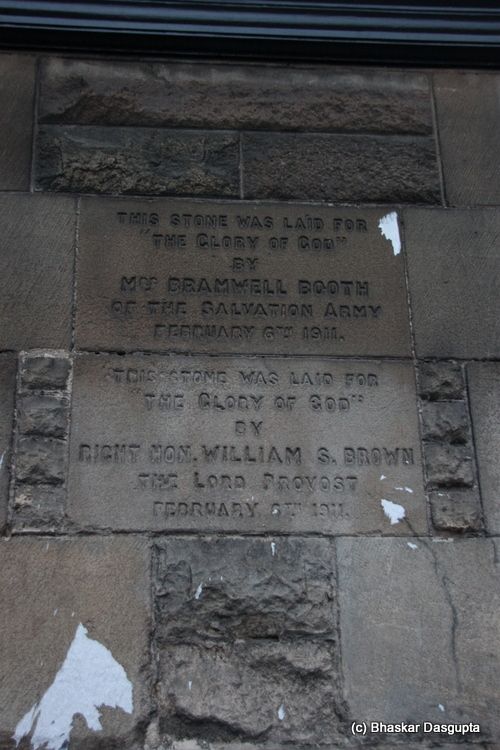 THIS STONE WAS LAID FOR
"THE GLORY OF GOD"
BY
MRS BRAMWELL BOOTH
OF THE SALVATION ARMY
FEBRUARY 6TH 1911.
THIS STONE WAS LAID FOR
"THE GLORY OF GOD"
BY
RIGHT HON. WILLIAM S. BROWN
THE LORD PROVOST
FEBRUARY 6TH 1911.
(c) Bhaskar Dasgupta